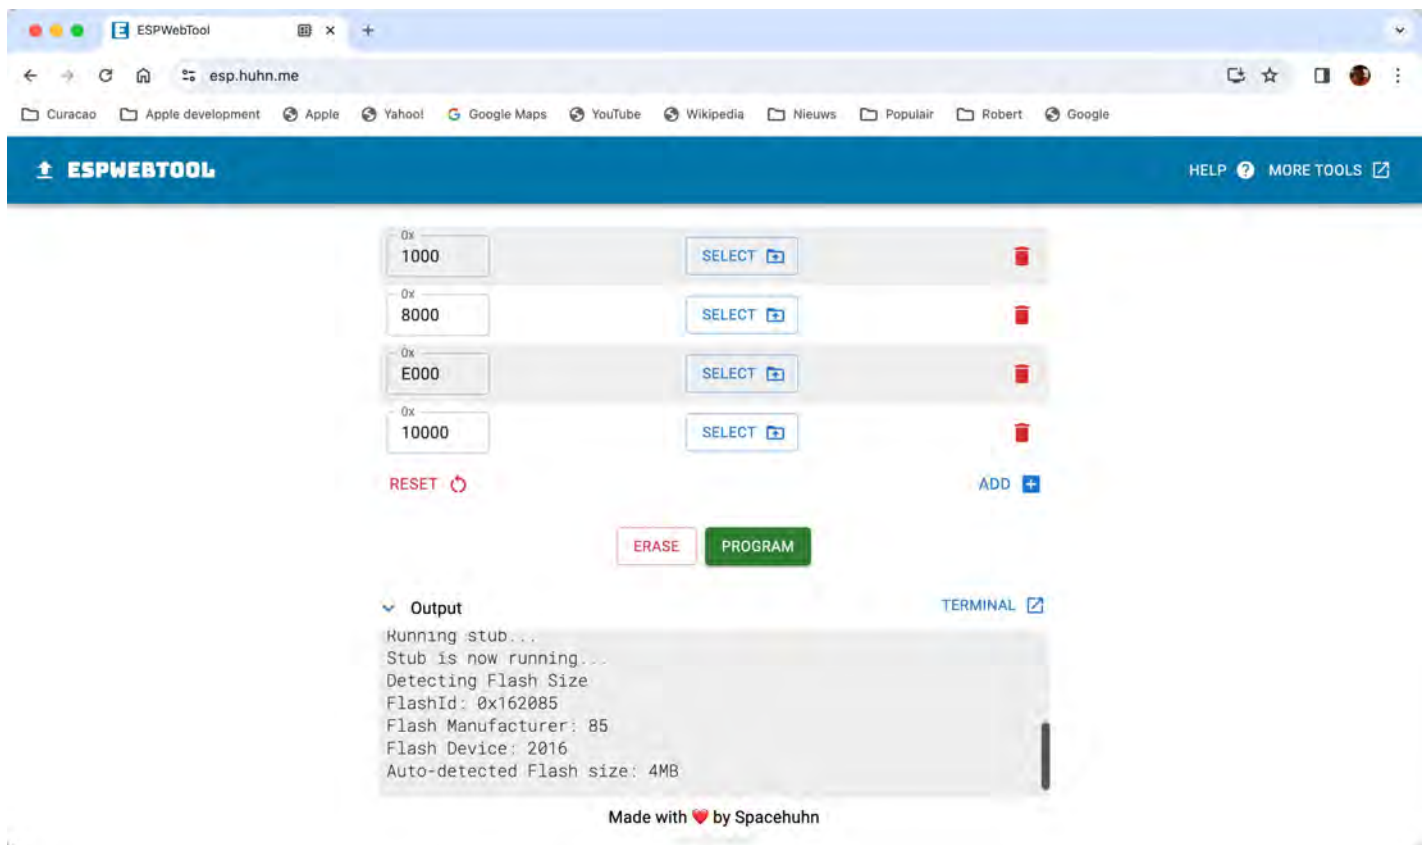 ESPWebTool
esp.huhn.me
Curacao Apple development Apple Yahoo! Google Maps YouTube Wikipedia Nieuws Populair Robert Google
ESPWEBTOOL HELP ? MORE TOOLS
0x
1000 SELECT
0x
8000 SELECT
0x
E000 SELECT
0x
10000 SELECT
RESET ADD
ERASE PROGRAM
Output TERMINAL
Running stub...
Stub is now running...
Detecting Flash Size
FlashId: 0x162085
Flash Manufacturer: 85
Flash Device: 2016
Auto-detected Flash size: 4MB
Made with ❤ by Spacehuhn